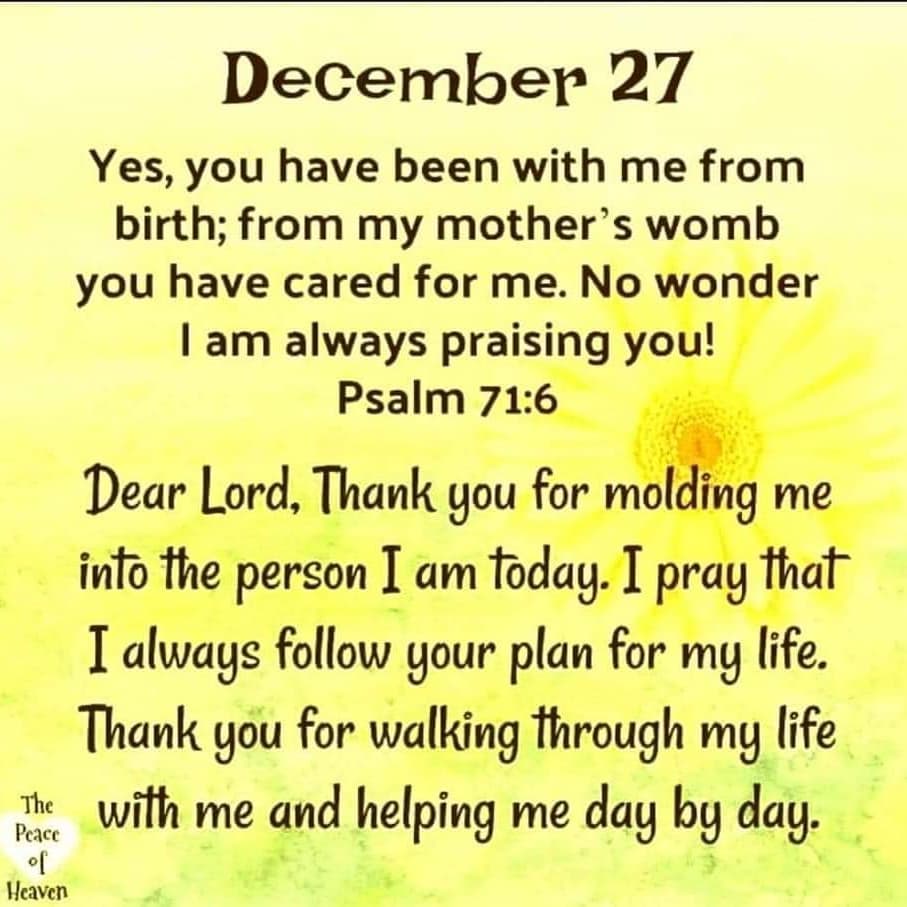 December 27
Yes, you have been with me from
birth; from my mother’s womb
you have cared for me. No wonder
I am always praising you!
Psalm 71:6
Dear Lord, Thank you for molding me
into the person I am today. I pray that
I always follow your plan for my life.
Thank you for walking through my life
with me and helping me day by day.
The
Peace
of
Heaven